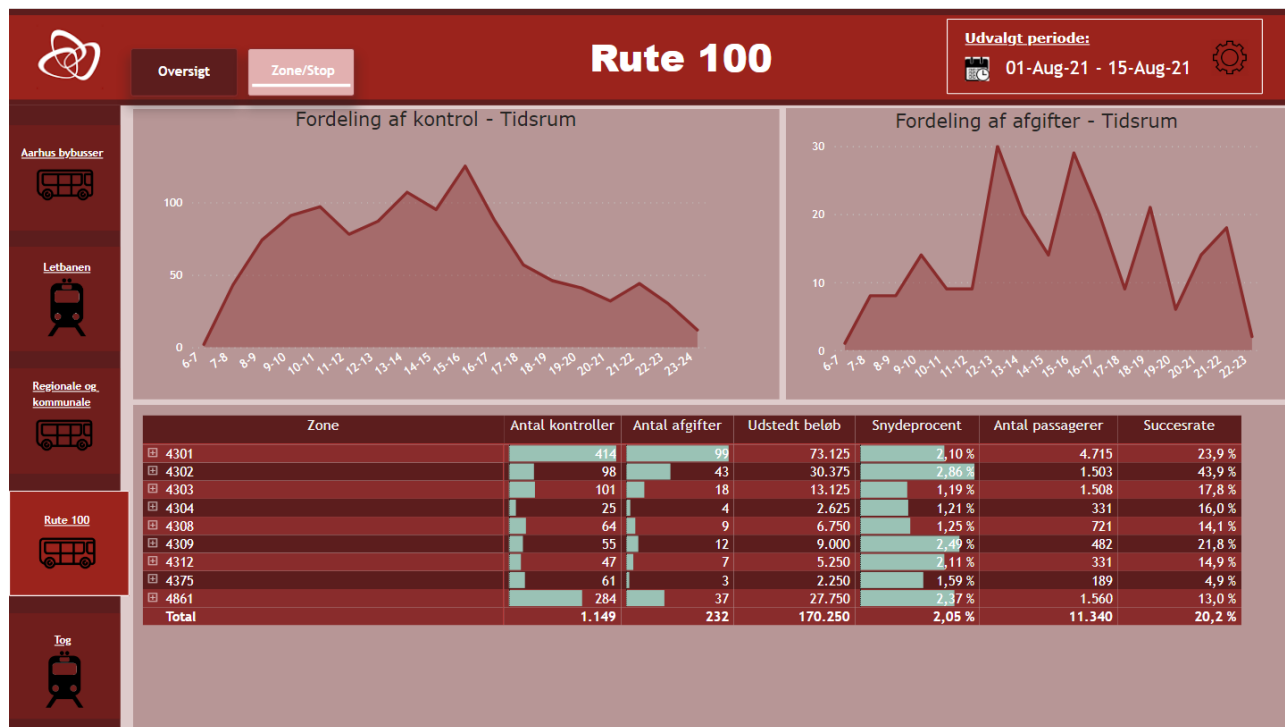 Oversigt
Zone/Stop
Rute 100
Udvalgt periode:
01-Aug-21 - 15-Aug-21
Aarhus bybusser
Letbanen
Regionale og
kommunale
Rute 100
Tog
Fordeling af kontrol - Tidsrum
100
50
0
6-7 7-8 8-9 9-10 10-11 11-12 12-13 13-14 14-15 15-16 16-17 17-18 18-19 19-20 20-21 21-22 22-23 23-24
Fordeling af afgifter - Tidsrum
30
20
10
0
6-7 7-8 8-9 9-10 10-11 11-12 12-13 13-14 14-15 15-16 16-17 17-18 18-19 19-20 20-21 21-22 22-23
Zone Antal kontroller Antal afgifter Udstedt beløb Snydeprocent Antal passagerer Succesrate
4301 414 99 73.125 2,10 % 4.715 23,9 %
4302 98 43 30.375 2,86 % 1.503 43,9 %
4303 101 18 13.125 1,19 % 1.508 17,8 %
4304 25 4 2.625 1,21 % 331 16,0 %
4308 64 9 6.750 1,25 % 721 14,1 %
4309 55 12 9.000 2,49 % 482 21,8 %
4312 47 7 5.250 2,11 % 331 14,9 %
4375 61 3 2.250 1,59 % 189 4,9 %
4861 284 37 27.750 2,37 % 1.560 13,0 %
Total 1.149 232 170.250 2,05 % 11.340 20,2 %